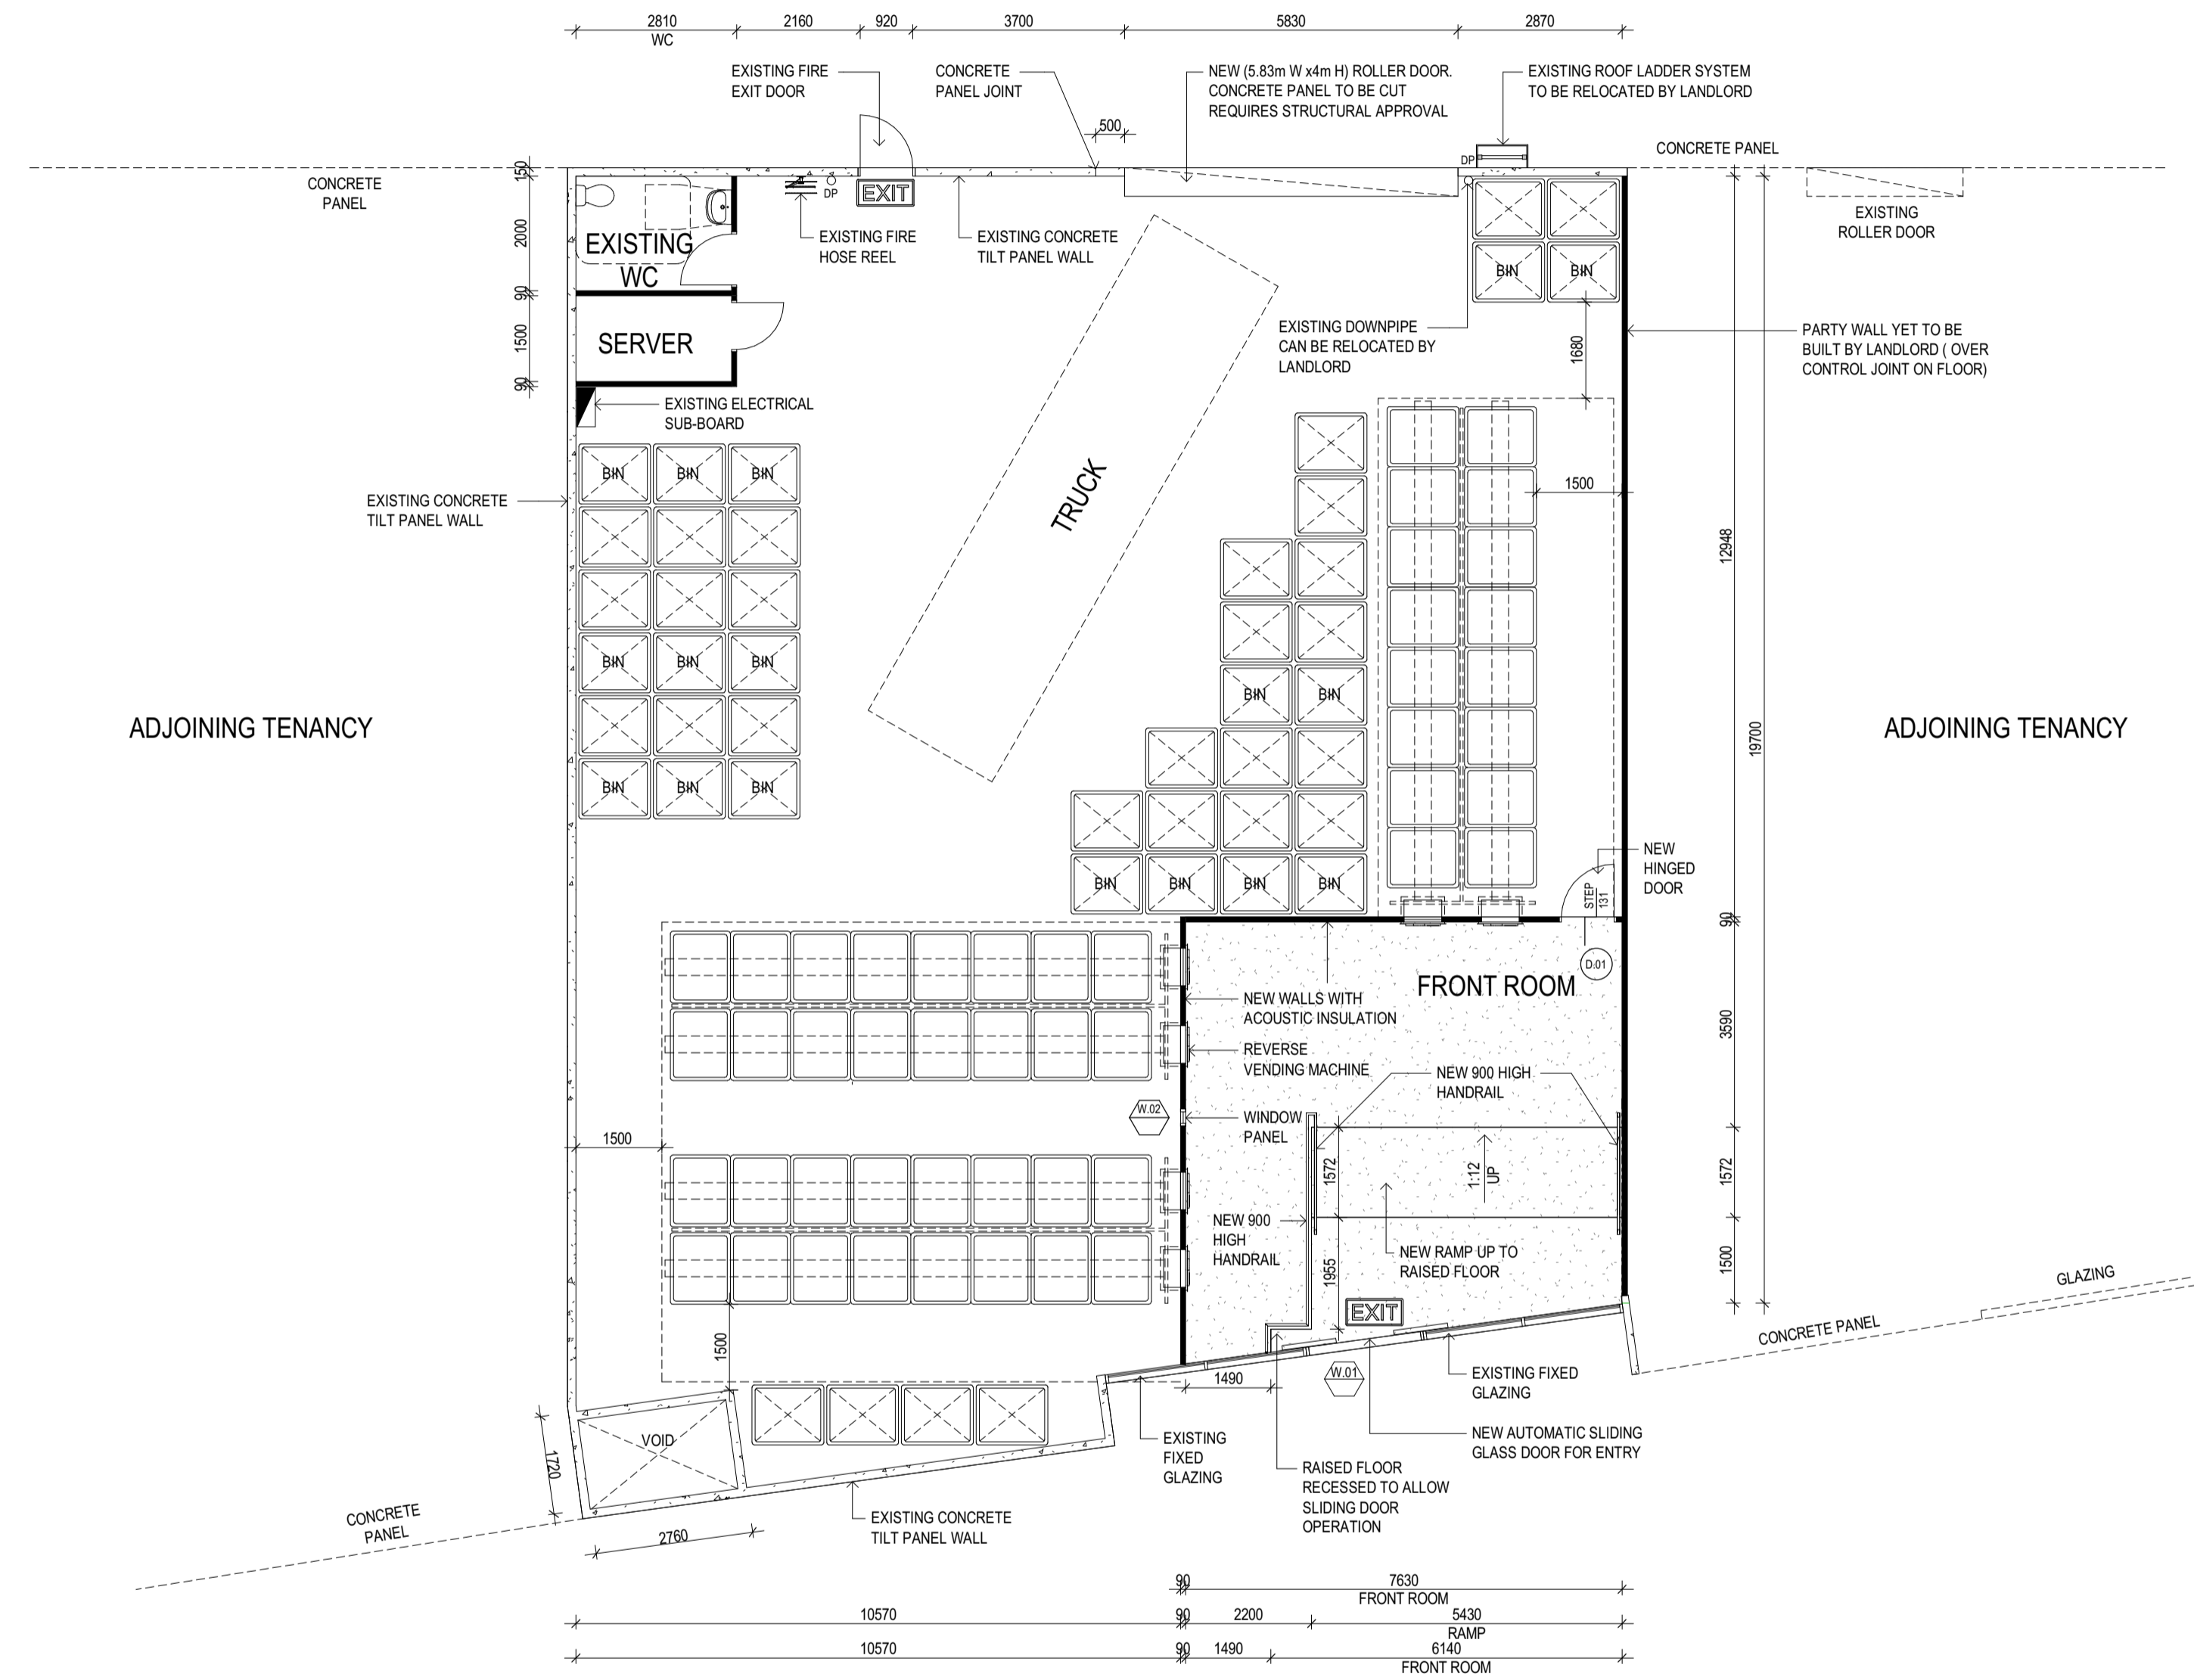 2810
WC
2160
920
3700
5830
2870
EXISTING FIRE
EXIT DOOR
CONCRETE
PANEL JOINT
NEW (5.83m W x4m H) ROLLER DOOR.
CONCRETE PANEL TO BE CUT
REQUIRES STRUCTURAL APPROVAL
EXISTING ROOF LADDER SYSTEM
TO BE RELOCATED BY LANDLORD
500
CONCRETE PANEL
DP
CONCRETE
PANEL
150
DP
EXIT
2000
EXISTING
WC
EXISTING FIRE
HOSE REEL
EXISTING CONCRETE
TILT PANEL WALL
EXISTING
ROLLER DOOR
BIN
BIN
90
1500
90
SERVER
EXISTING DOWNPIPE
CAN BE RELOCATED BY
LANDLORD
1680
PARTY WALL YET TO BE
BUILT BY LANDLORD ( OVER
CONTROL JOINT ON FLOOR)
EXISTING ELECTRICAL
SUB-BOARD
BIN
BIN
BIN
EXISTING CONCRETE
TILT PANEL WALL
TRUCK
1500
12948
BIN
BIN
BIN
BIN
BIN
ADJOINING TENANCY
ADJOINING TENANCY
19700
BIN
BIN
BIN
BIN
BIN
BIN
BIN
NEW
HINGED
DOOR
STEP
131
90
D.01
FRONT ROOM
NEW WALLS WITH
ACOUSTIC INSULATION
3590
REVERSE
VENDING MACHINE
NEW 900 HIGH
HANDRAIL
W.02
WINDOW
PANEL
1500
1572
1:12
UP
1572
NEW 900
HIGH
HANDRAIL
NEW RAMP UP TO
RAISED FLOOR
1955
1500
GLAZING
EXIT
CONCRETE PANEL
1500
1490
W.01
EXISTING FIXED
GLAZING
VOID
1720
EXISTING
FIXED
GLAZING
NEW AUTOMATIC SLIDING
GLASS DOOR FOR ENTRY
RAISED FLOOR
RECESSED TO ALLOW
SLIDING DOOR
OPERATION
CONCRETE
PANEL
EXISTING CONCRETE
TILT PANEL WALL
2760
90
7630
FRONT ROOM
10570
90
2200
5430
RAMP
10570
90
1490
6140
FRONT ROOM